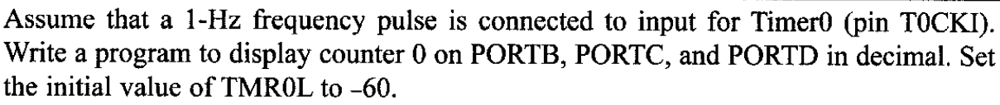 Assume that a 1-Hz frequency pulse is connected to input for Timer0 (pin T0CKI).
Write a program to display counter 0 on PORTB, PORTC, and PORTD in decimal. Set
the initial value of TMR0L to –60.